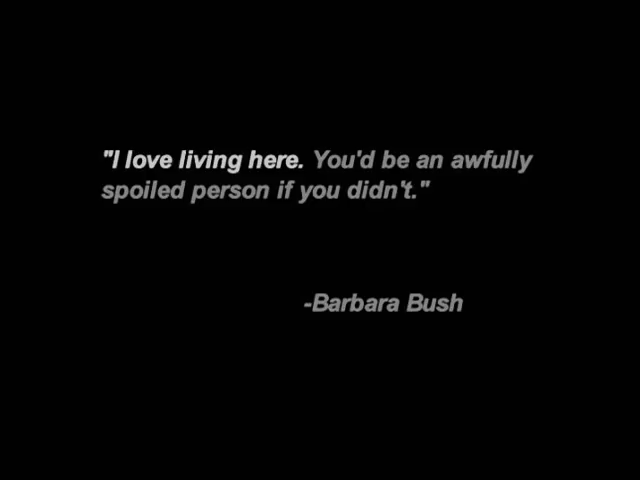 "I love living here. You'd be an awfully
spoiled person if you didn't."
-Barbara Bush